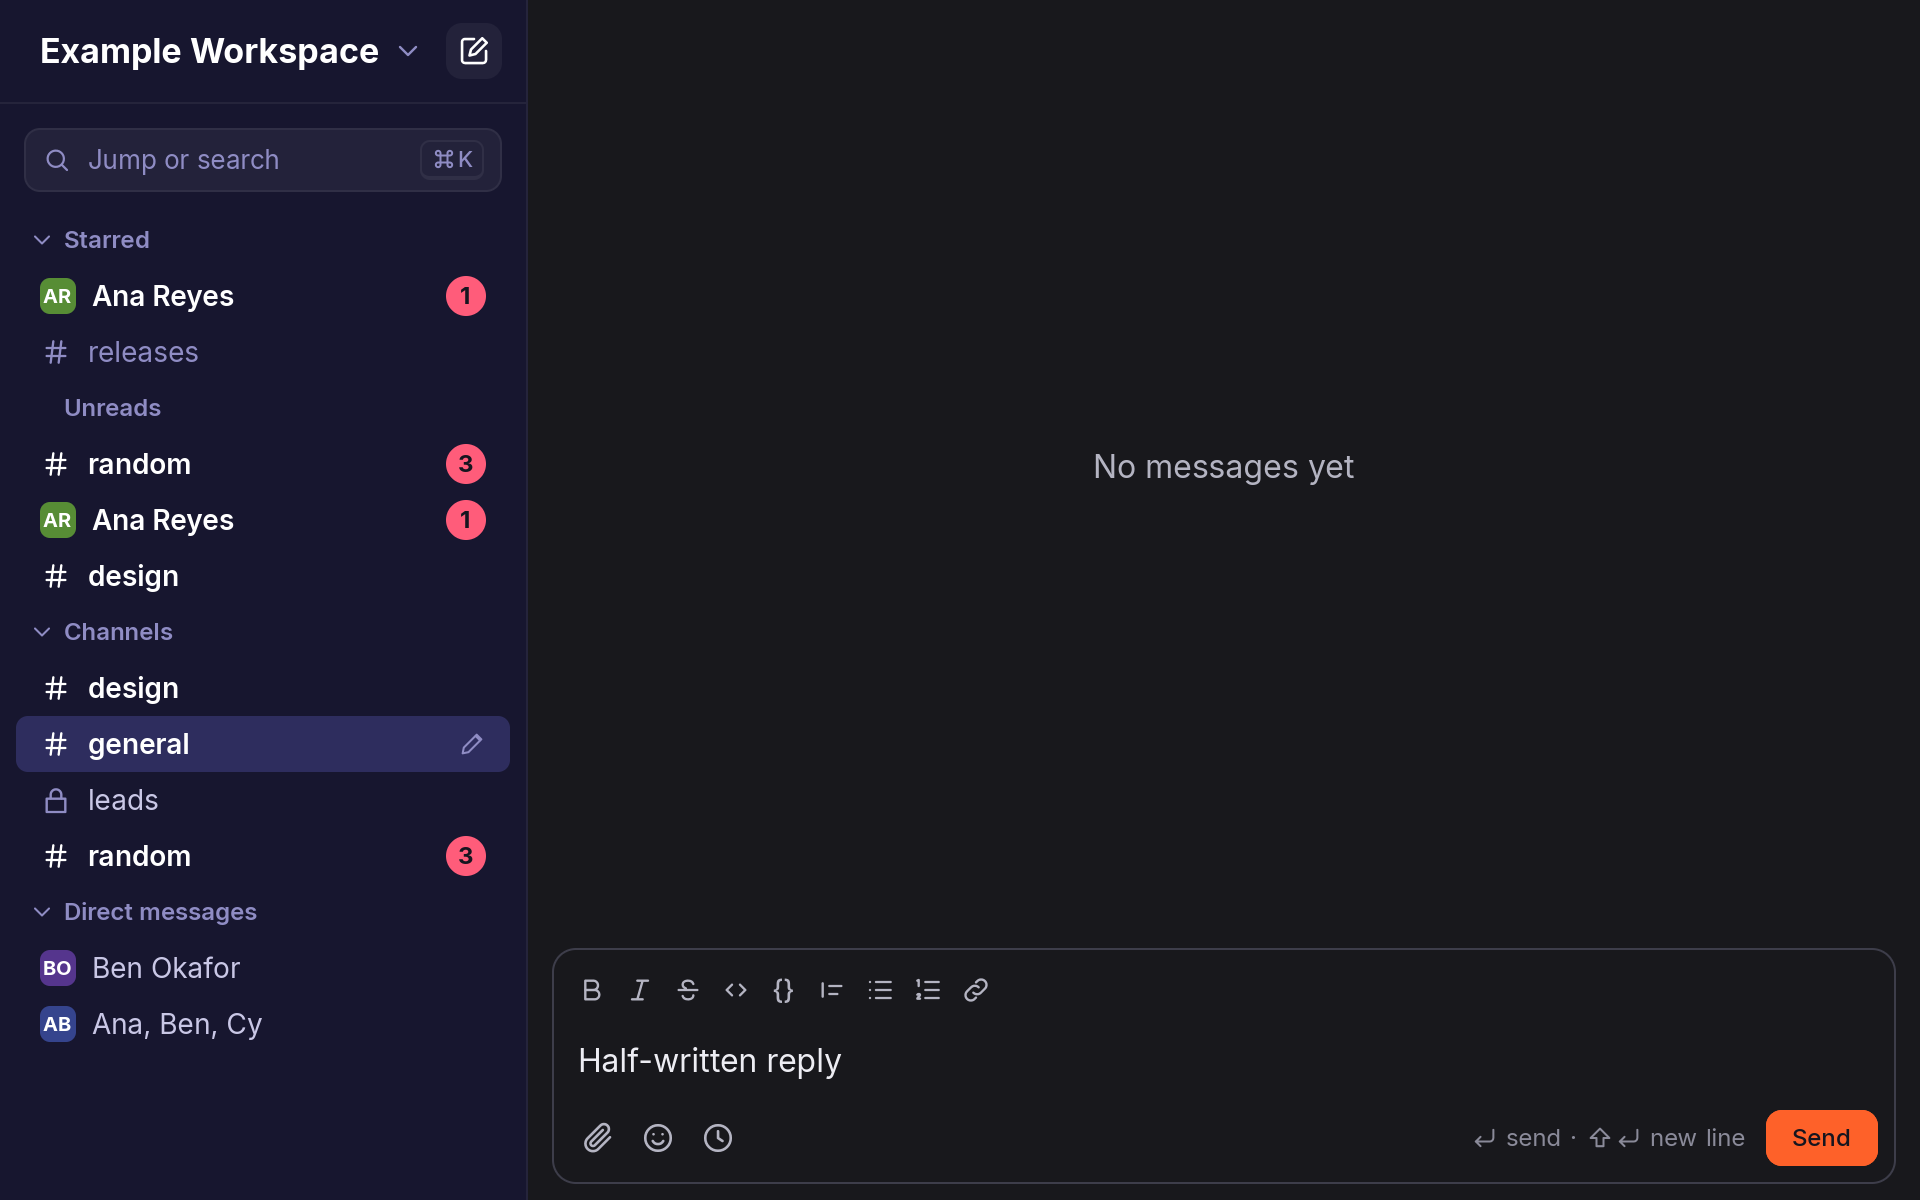 Example Workspace
Jump or search
⌘K
Starred
AR Ana Reyes 1
# releases
Unreads
# random 3
AR Ana Reyes 1
# design
Channels
# design
# general
leads
# random 3
Direct messages
BO Ben Okafor
AB Ana, Ben, Cy
No messages yet
Half-written reply
send · new line
Send